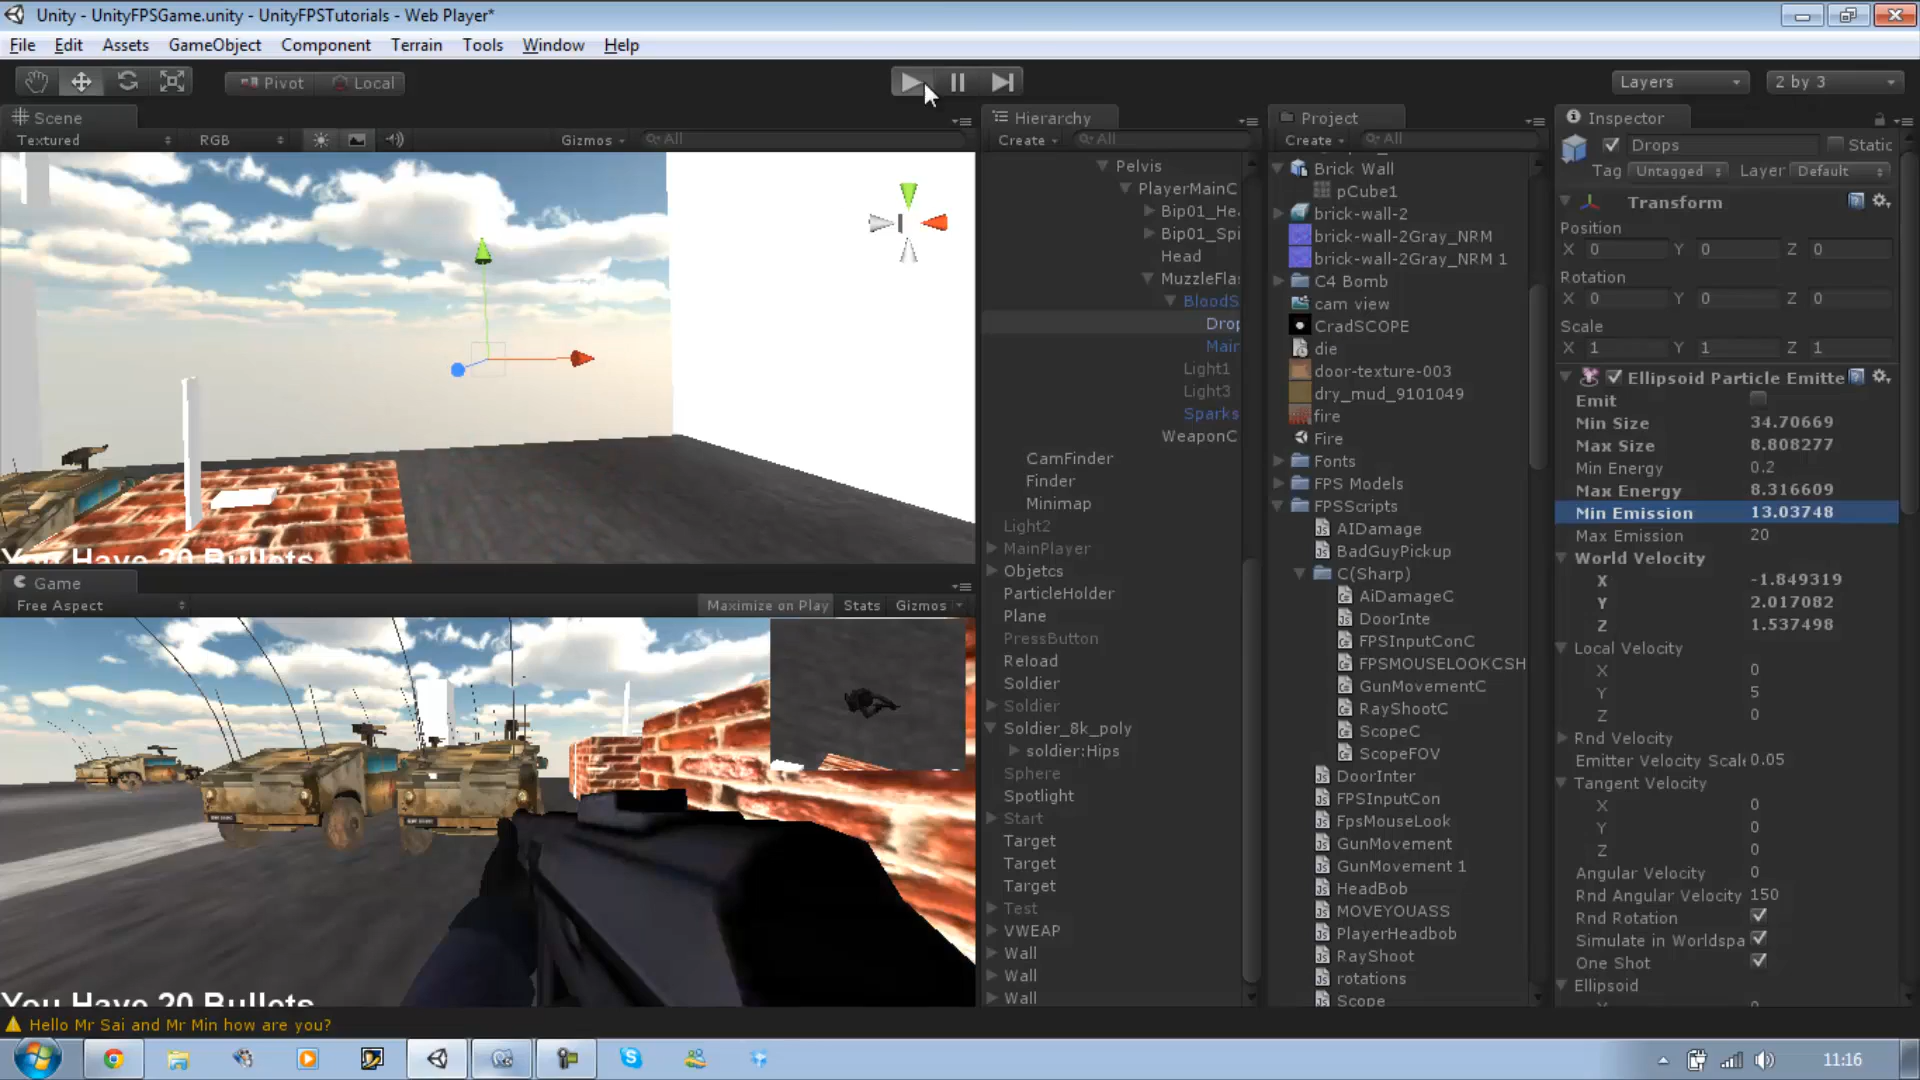 Unity - UnityFPSGame.unity - UnityFPSTutorials - Web Player*
File Edit Assets GameObject Component Terrain Tools Window Help
Pivot Local
Layers
2 by 3
Scene
Textured RGB Gizmos All
You Have 20 Bullets
Game
Free Aspect Maximize on Play Stats Gizmos
You Have 20 Bullets
Hierarchy
Create All
Pelvis
PlayerMainC
Bip01_He
Bip01_Spi
Head
MuzzleFla
BloodS
Drop
Main
Light1
Light3
Sparks
WeaponC
CamFinder
Finder
Minimap
Light2
MainPlayer
Objetcs
ParticleHolder
Plane
PressButton
Reload
Soldier
Soldier
Soldier_8k_poly
soldier:Hips
Sphere
Spotlight
Start
Target
Target
Target
Test
VWEAP
Wall
Wall
Wall
Project
Create All
Brick Wall
pCube1
brick-wall-2
brick-wall-2Gray_NRM
brick-wall-2Gray_NRM 1
C4 Bomb
cam view
CradSCOPE
die
door-texture-003
dry_mud_9101049
fire
Fire
Fonts
FPS Models
FPSScripts
AIDamage
BadGuyPickup
C(Sharp)
AiDamageC
DoorInte
FPSInputConC
FPSMOUSELOOKCSH
GunMovementC
RayShootC
ScopeC
ScopeFOV
DoorInter
FPSInputCon
FpsMouseLook
GunMovement
GunMovement 1
HeadBob
MOVEYOUASS
PlayerHeadbob
RayShoot
rotations
Scope
Inspector
Drops Static
Tag Untagged Layer Default
Transform
Position
X 0 Y 0 Z 0
Rotation
X 0 Y 0 Z 0
Scale
X 1 Y 1 Z 1
Ellipsoid Particle Emitte
Emit
Min Size 34.70669
Max Size 8.808277
Min Energy 0.2
Max Energy 8.316609
Min Emission 13.03748
Max Emission 20
World Velocity
X -1.849319
Y 2.017082
Z 1.537498
Local Velocity
X 0
Y 5
Z 0
Rnd Velocity
Emitter Velocity Scale 0.05
Tangent Velocity
X 0
Y 0
Z 0
Angular Velocity 0
Rnd Angular Velocity 150
Rnd Rotation
Simulate in Worldspa
One Shot
Ellipsoid
Hello Mr Sai and Mr Min how are you?
11:16